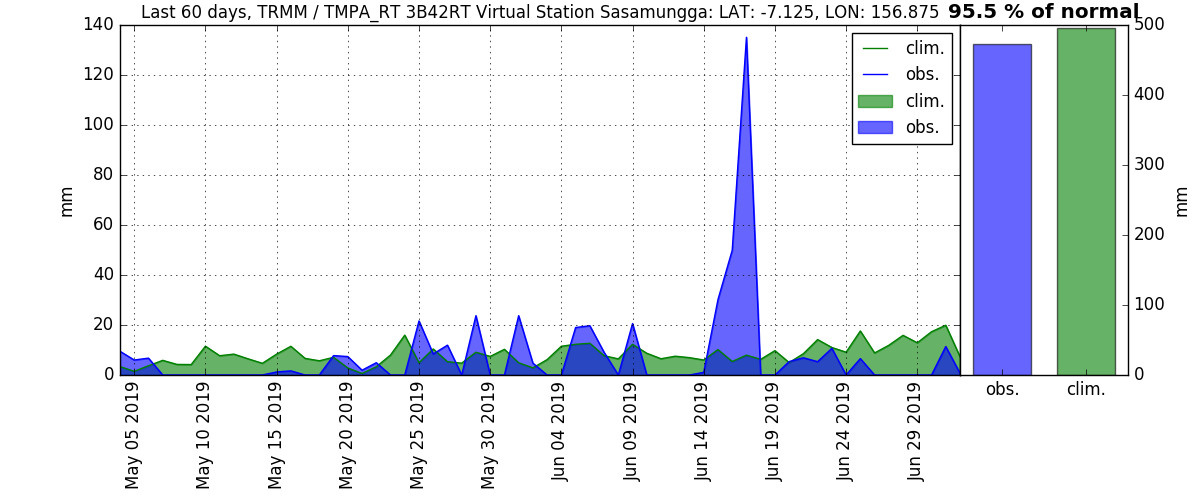 Last 60 days, TRMM / TMPA_RT 3B42RT Virtual Station Sasamungga: LAT: -7.125, LON: 156.875
95.5 % of normal
140
120
100
80
60
40
20
0
mm
clim.
obs.
clim.
obs.
May 05 2019
May 10 2019
May 15 2019
May 20 2019
May 25 2019
May 30 2019
Jun 04 2019
Jun 09 2019
Jun 14 2019
Jun 19 2019
Jun 24 2019
Jun 29 2019
obs.
clim.
500
400
300
200
100
0
mm